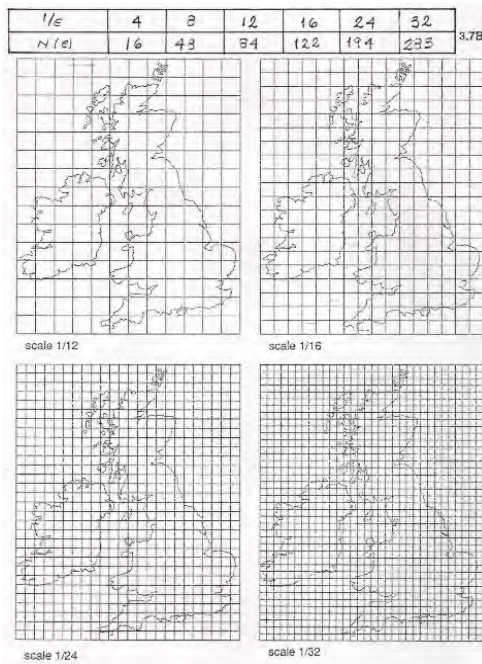 1/ε 4 8 12 16 24 32
N(ε) 16 48 84 122 194 283
3.7B
scale 1/12
scale 1/16
scale 1/24
scale 1/32